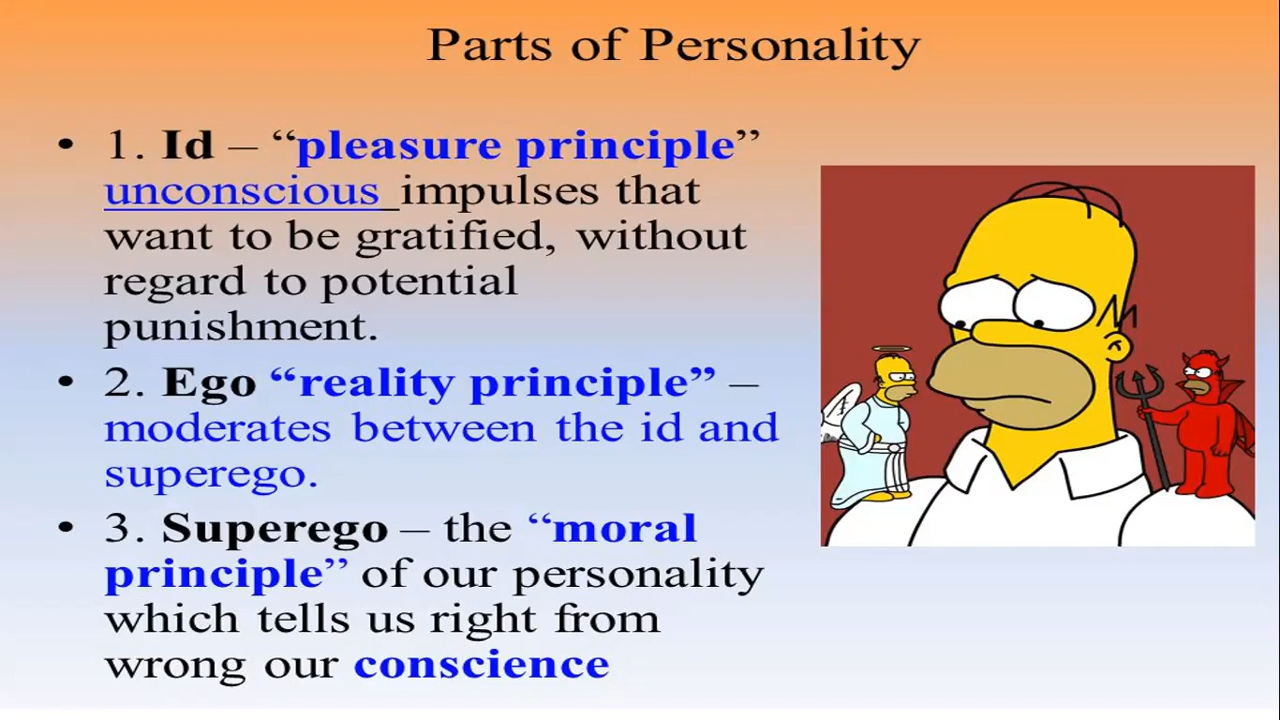 Parts of Personality
• 1. Id – “pleasure principle”
unconscious impulses that
want to be gratified, without
regard to potential
punishment.
• 2. Ego “reality principle” –
moderates between the id and
superego.
• 3. Superego – the “moral
principle” of our personality
which tells us right from
wrong our conscience